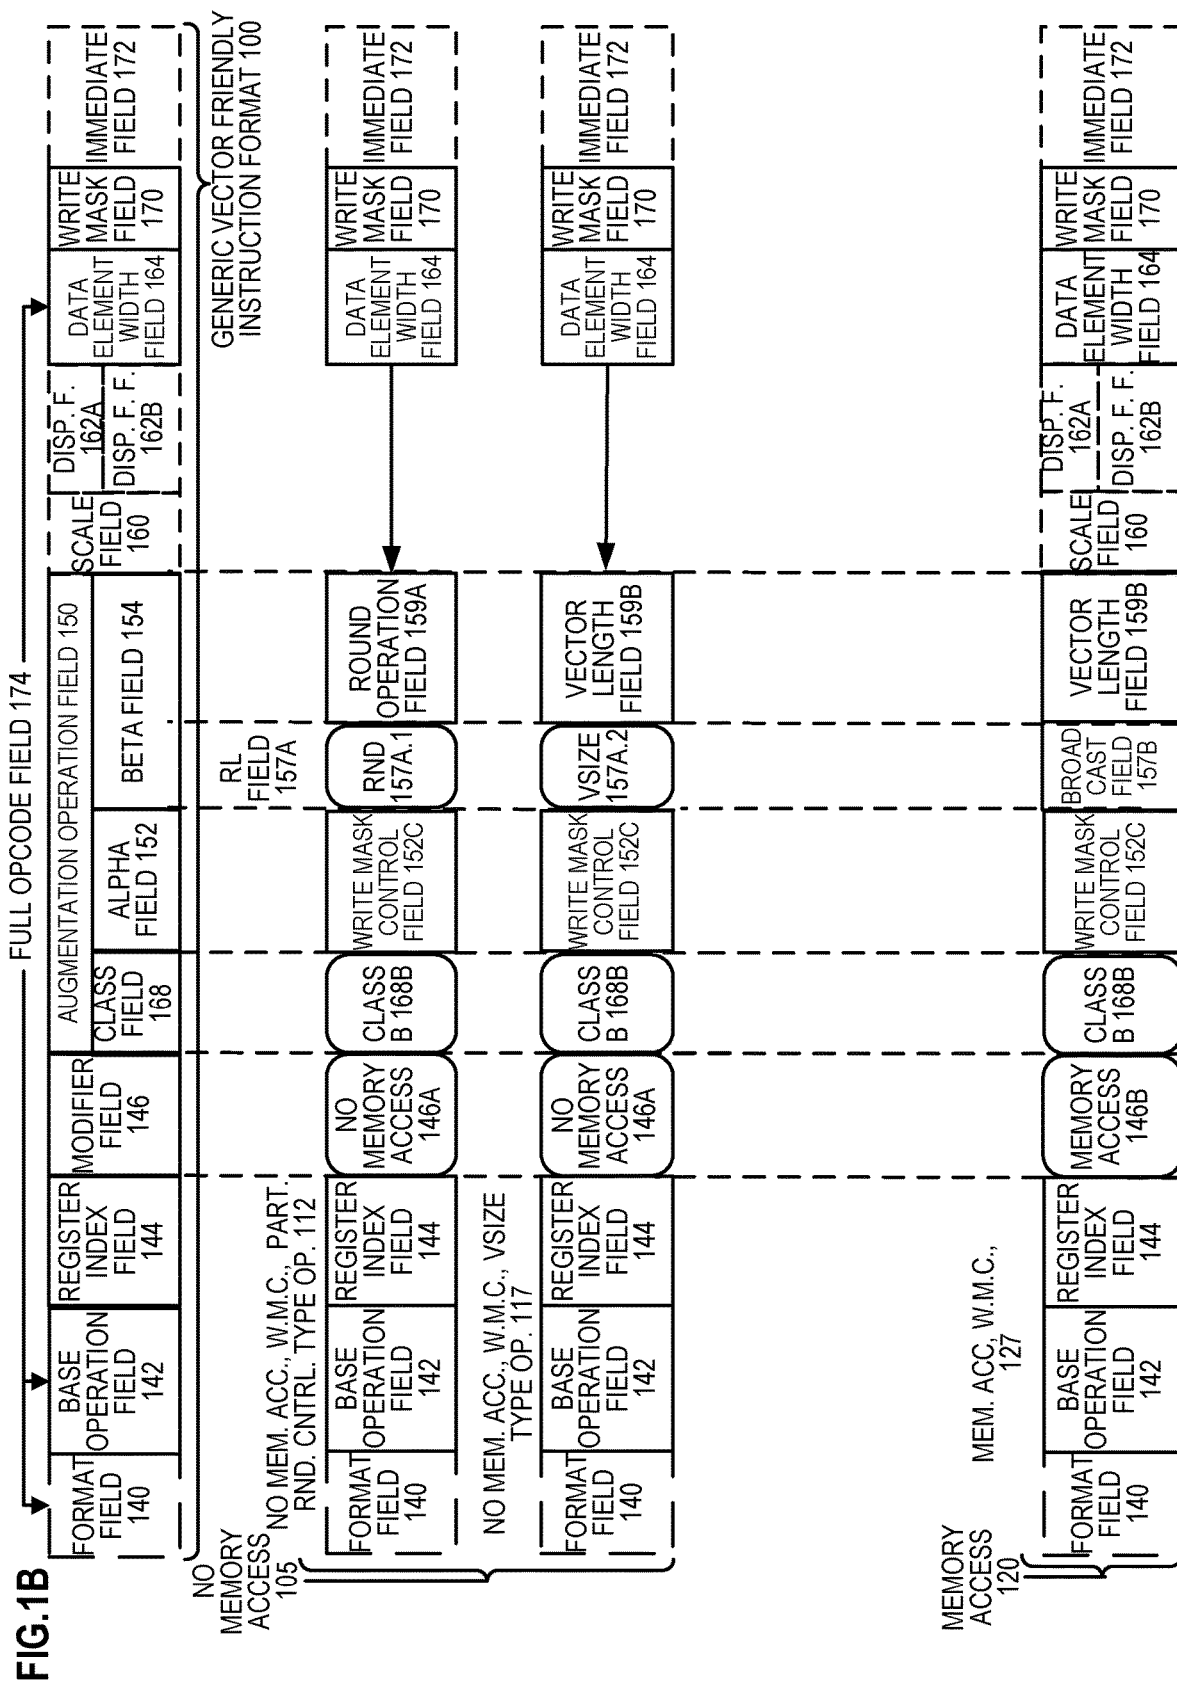 FIG.1B
FULL OPCODE FIELD 174
FORMAT
FIELD
140
BASE
OPERATION
FIELD
142
REGISTER
INDEX
FIELD
144
MODIFIER
FIELD
146
AUGMENTATION OPERATION FIELD 150
CLASS
FIELD
168
ALPHA
FIELD 152
BETA FIELD 154
SCALE
FIELD
160
DISP. F.
162A
DISP. F. F.
162B
DATA
ELEMENT
WIDTH
FIELD 164
WRITE
MASK
FIELD
170
IMMEDIATE
FIELD 172
GENERIC VECTOR FRIENDLY
INSTRUCTION FORMAT 100
NO
MEMORY
ACCESS
105
NO MEM. ACC., W.M.C., PART.
RND. CNTRL. TYPE OP. 112
RL
FIELD
157A
FORMAT
FIELD
140
BASE
OPERATION
FIELD
142
REGISTER
INDEX
FIELD
144
NO
MEMORY
ACCESS
146A
CLASS
B 168B
WRITE MASK
CONTROL
FIELD 152C
RND
157A.1
ROUND
OPERATION
FIELD 159A
DATA
ELEMENT
WIDTH
FIELD 164
WRITE
MASK
FIELD
170
IMMEDIATE
FIELD 172
NO MEM. ACC., W.M.C., VSIZE
TYPE OP. 117
FORMAT
FIELD
140
BASE
OPERATION
FIELD
142
REGISTER
INDEX
FIELD
144
NO
MEMORY
ACCESS
146A
CLASS
B 168B
WRITE MASK
CONTROL
FIELD 152C
VSIZE
157A.2
VECTOR
LENGTH
FIELD 159B
DATA
ELEMENT
WIDTH
FIELD 164
WRITE
MASK
FIELD
170
IMMEDIATE
FIELD 172
MEMORY
ACCESS
120
MEM. ACC, W.M.C.,
127
FORMAT
FIELD
140
BASE
OPERATION
FIELD
142
REGISTER
INDEX
FIELD
144
MEMORY
ACCESS
146B
CLASS
B 168B
WRITE MASK
CONTROL
FIELD 152C
BROAD
CAST
FIELD
157B
VECTOR
LENGTH
FIELD 159B
SCALE
FIELD
160
DISP. F.
162A
DISP. F. F.
162B
DATA
ELEMENT
WIDTH
FIELD 164
WRITE
MASK
FIELD
170
IMMEDIATE
FIELD 172